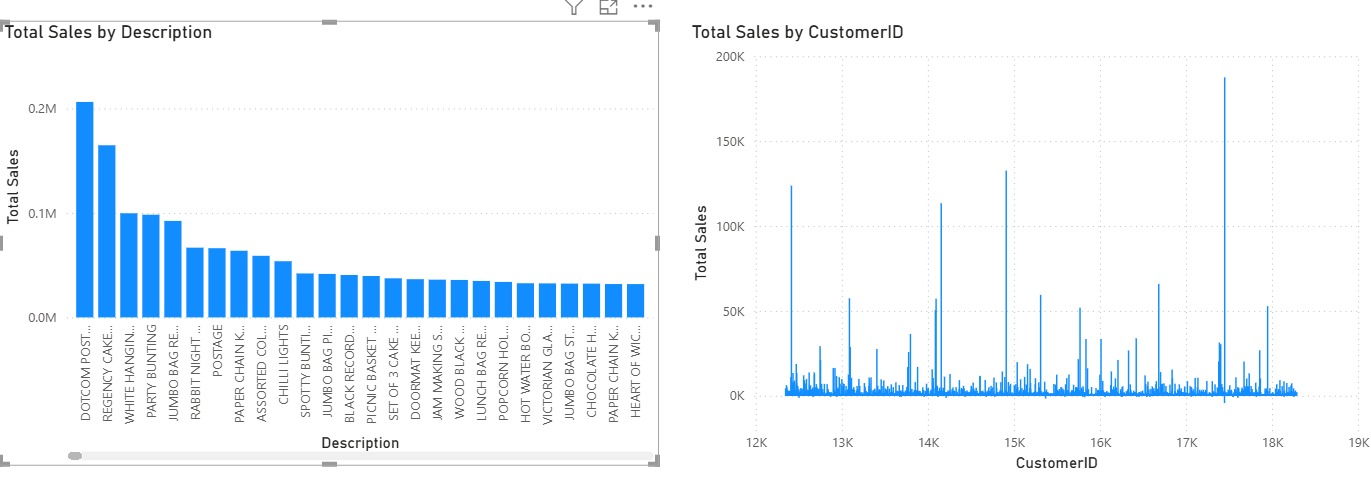 Total Sales by Description
Total Sales
0.2M
0.1M
0.0M
DOTCOM POST...
REGENCY CAKE...
WHITE HANGIN...
PARTY BUNTING
JUMBO BAG RE...
RABBIT NIGHT ...
POSTAGE
PAPER CHAIN K...
ASSORTED COL...
CHILLI LIGHTS
SPOTTY BUNTI...
JUMBO BAG PI...
BLACK RECORD...
PICNIC BASKET ...
SET OF 3 CAKE...
DOORMAT KEE...
JAM MAKING S...
WOOD BLACK ...
LUNCH BAG RE...
POPCORN HOL...
HOT WATER BO...
VICTORIAN GLA...
JUMBO BAG ST...
CHOCOLATE H...
PAPER CHAIN K...
HEART OF WIC...
Description
Total Sales by CustomerID
Total Sales
200K
150K
100K
50K
0K
12K
13K
14K
15K
16K
17K
18K
19K
CustomerID